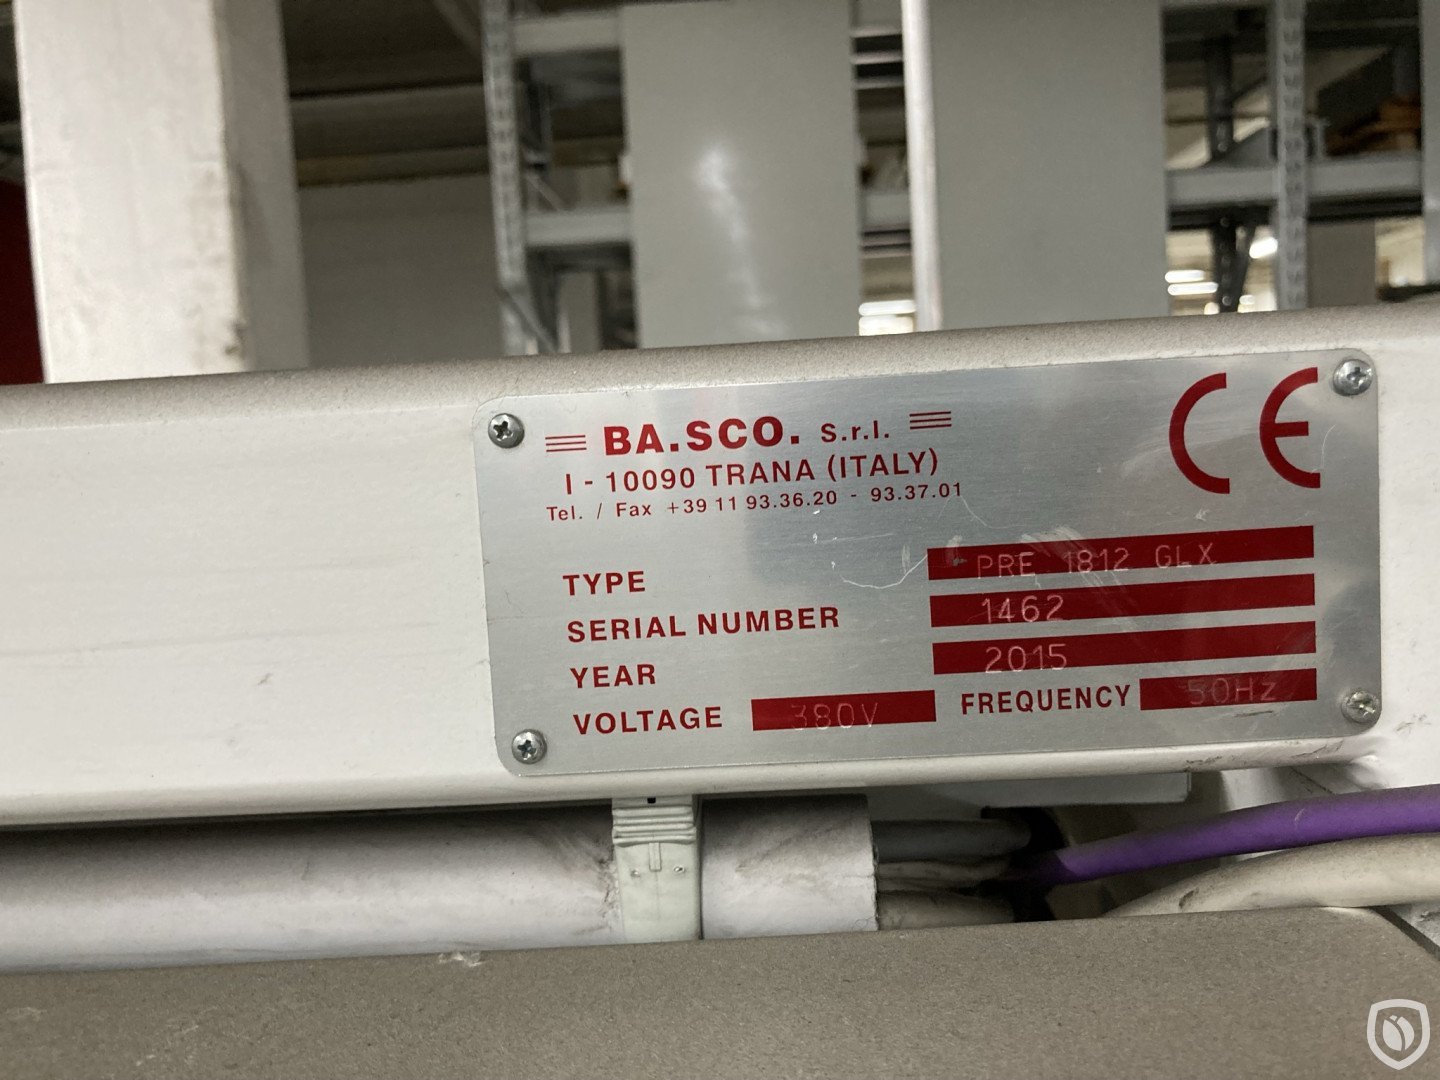 BA.SCO. S.r.l.
I - 10090 TRANA (ITALY)
Tel. / Fax +39 11 93.36.20 - 93.37.01
CE
TYPE PRE 1812 GLX
SERIAL NUMBER 1462
YEAR 2015
VOLTAGE 380V FREQUENCY 50Hz